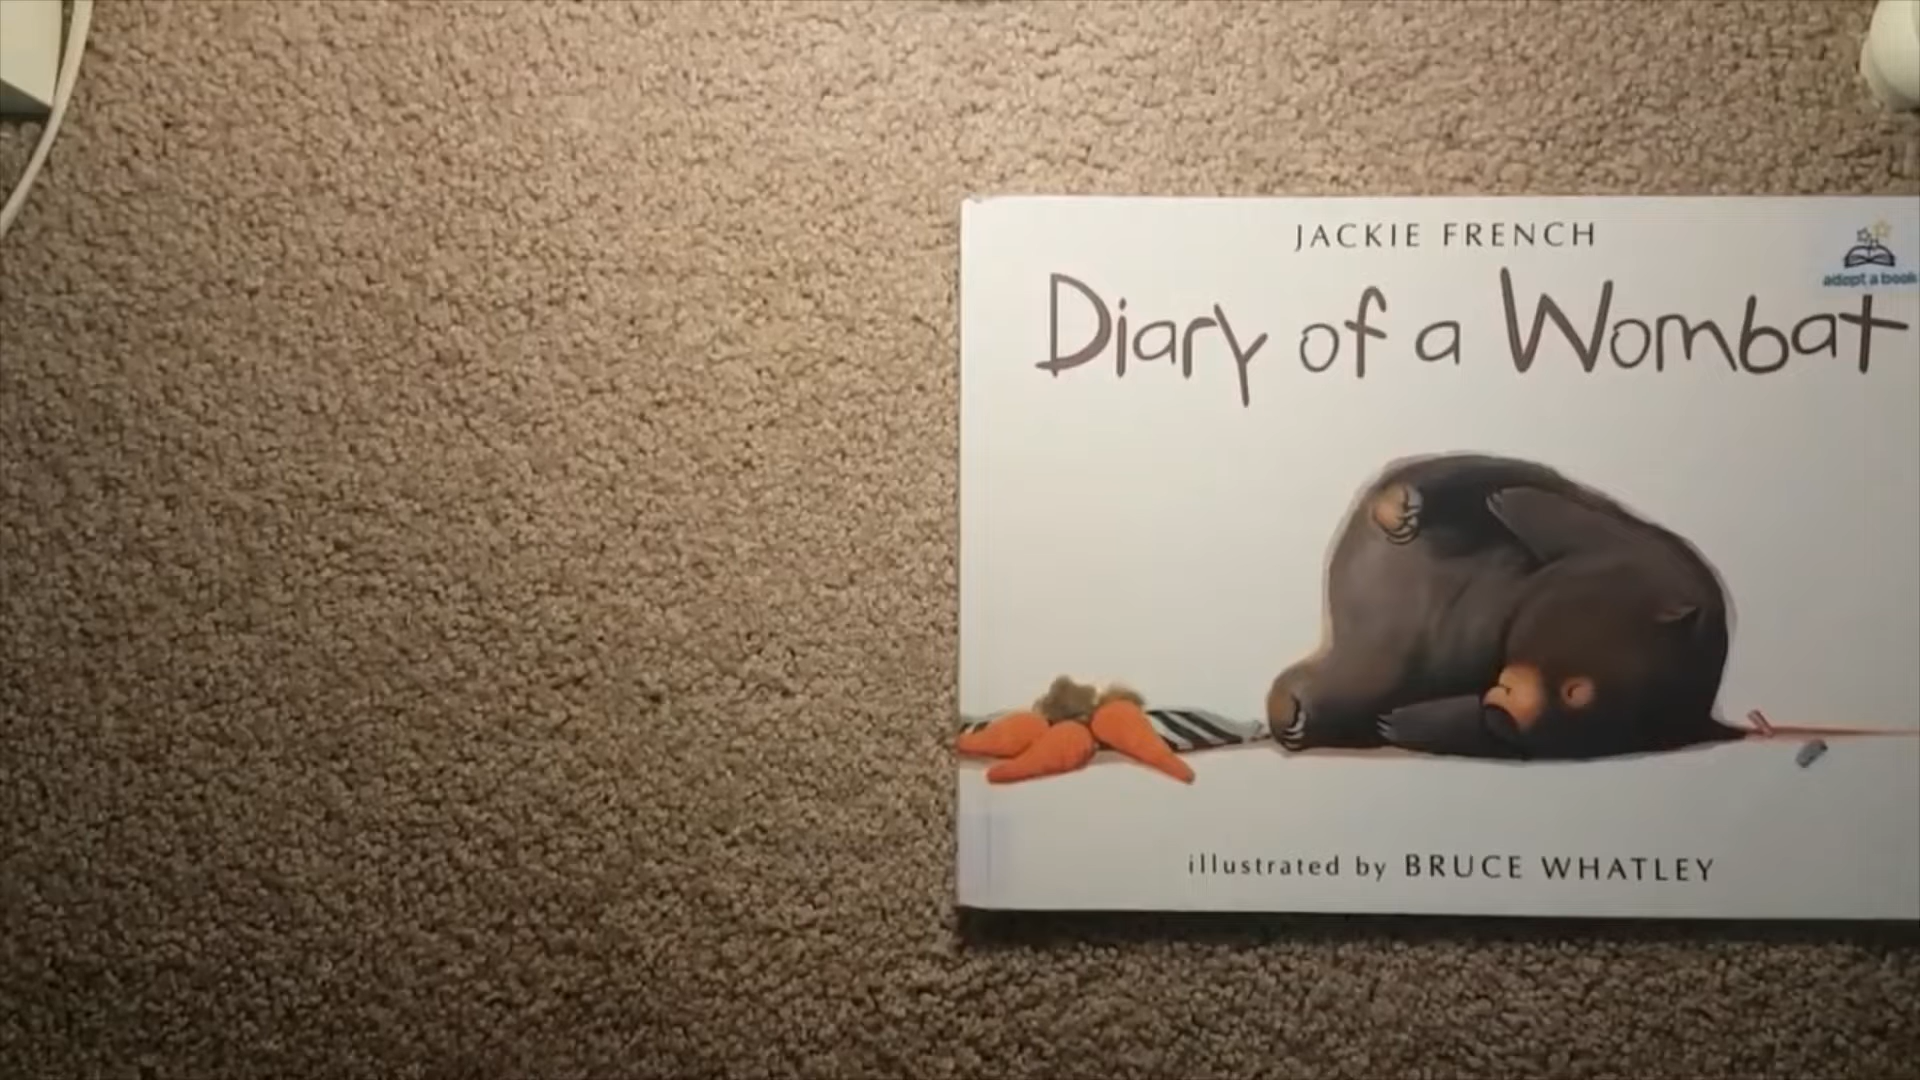 JACKIE FRENCH
adopt a book
Diary of a Wombat
illustrated by BRUCE WHATLEY